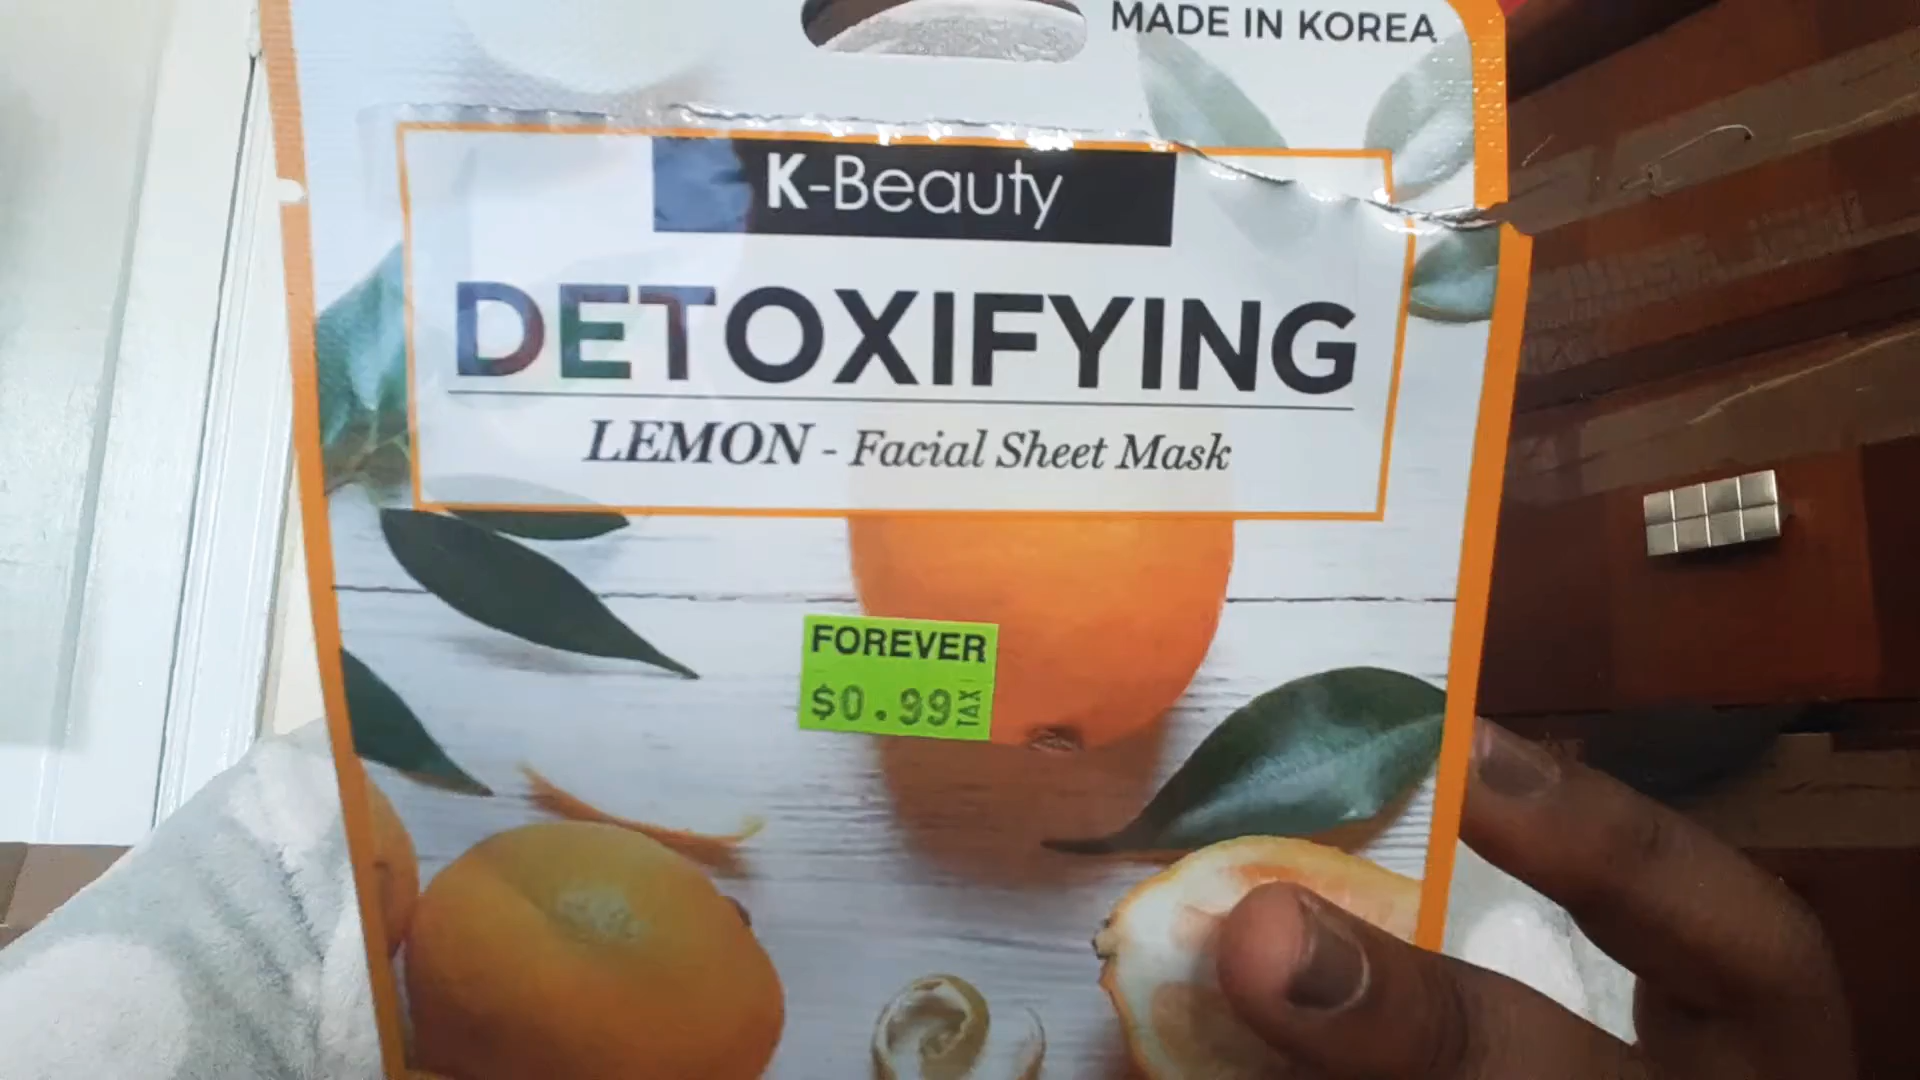 MADE IN KOREA
K-Beauty
DETOXIFYING
LEMON - Facial Sheet Mask
FOREVER
$0.99
TAX